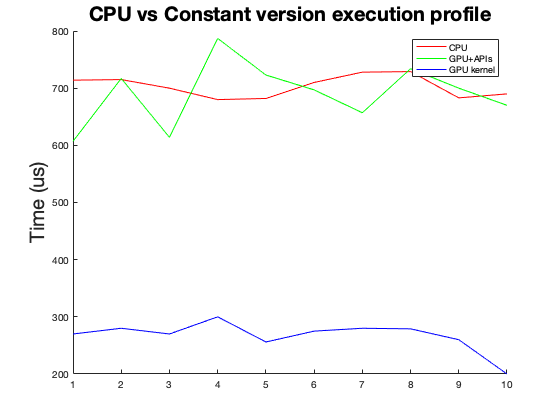 CPU vs Constant version execution profile
CPU
GPU+APIs
GPU kernel
Time (us)
800
700
600
500
400
300
200
1 2 3 4 5 6 7 8 9 10